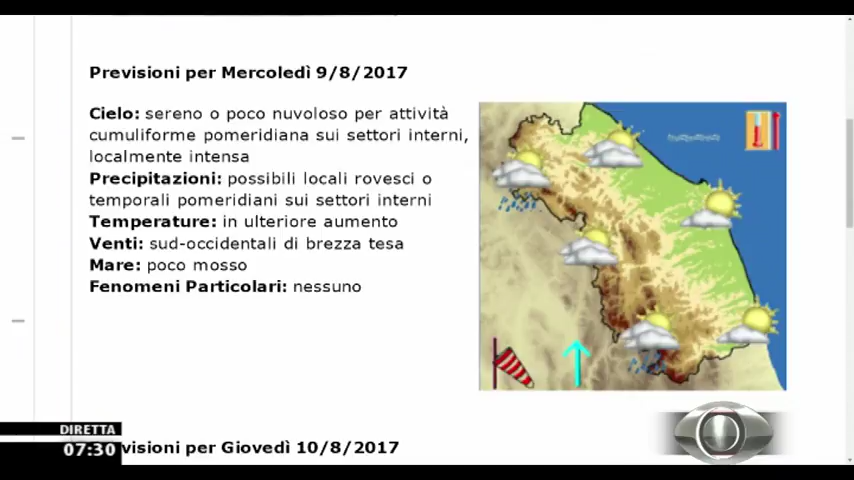 Previsioni per Mercoledì 9/8/2017
Cielo: sereno o poco nuvoloso per attività
cumuliforme pomeridiana sui settori interni,
localmente intensa
Precipitazioni: possibili locali rovesci o
temporali pomeridiani sui settori interni
Temperature: in ulteriore aumento
Venti: sud-occidentali di brezza tesa
Mare: poco mosso
Fenomeni Particolari: nessuno
DIRETTA
07:30
visioni per Giovedì 10/8/2017